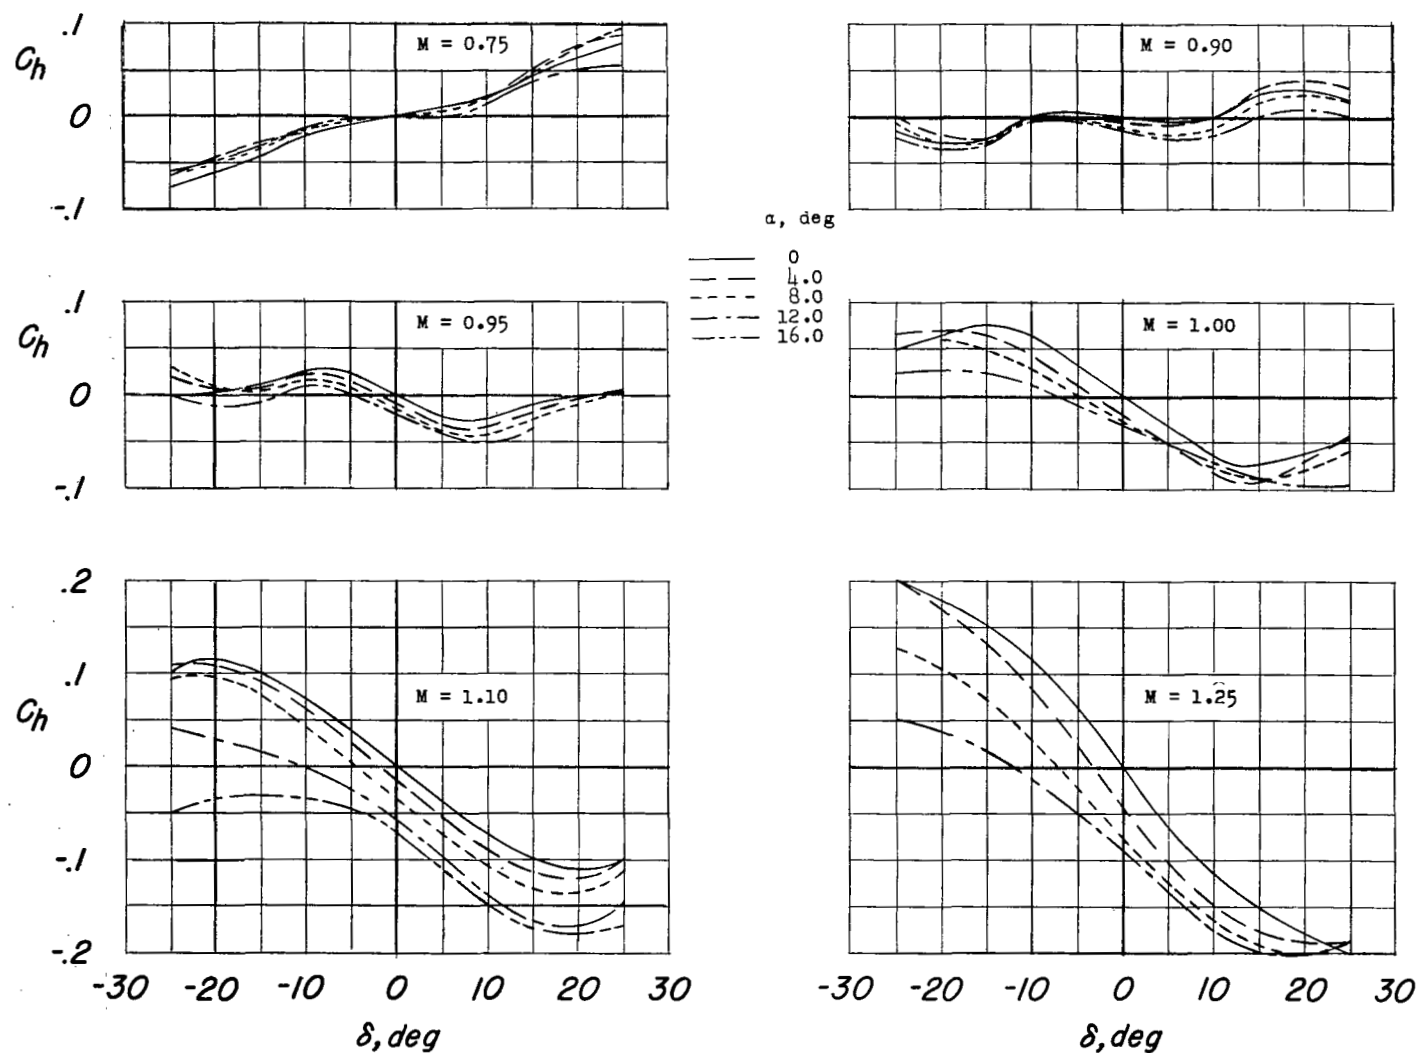 .1
C_h
0
-.1
M = 0.75
M = 0.90
α, deg
0
4.0
8.0
12.0
16.0
.1
C_h
0
-.1
M = 0.95
M = 1.00
.2
.1
C_h
0
-.1
-.2
M = 1.10
M = 1.25
-30 -20 -10 0 10 20 30
-30 -20 -10 0 10 20 30
δ, deg
δ, deg